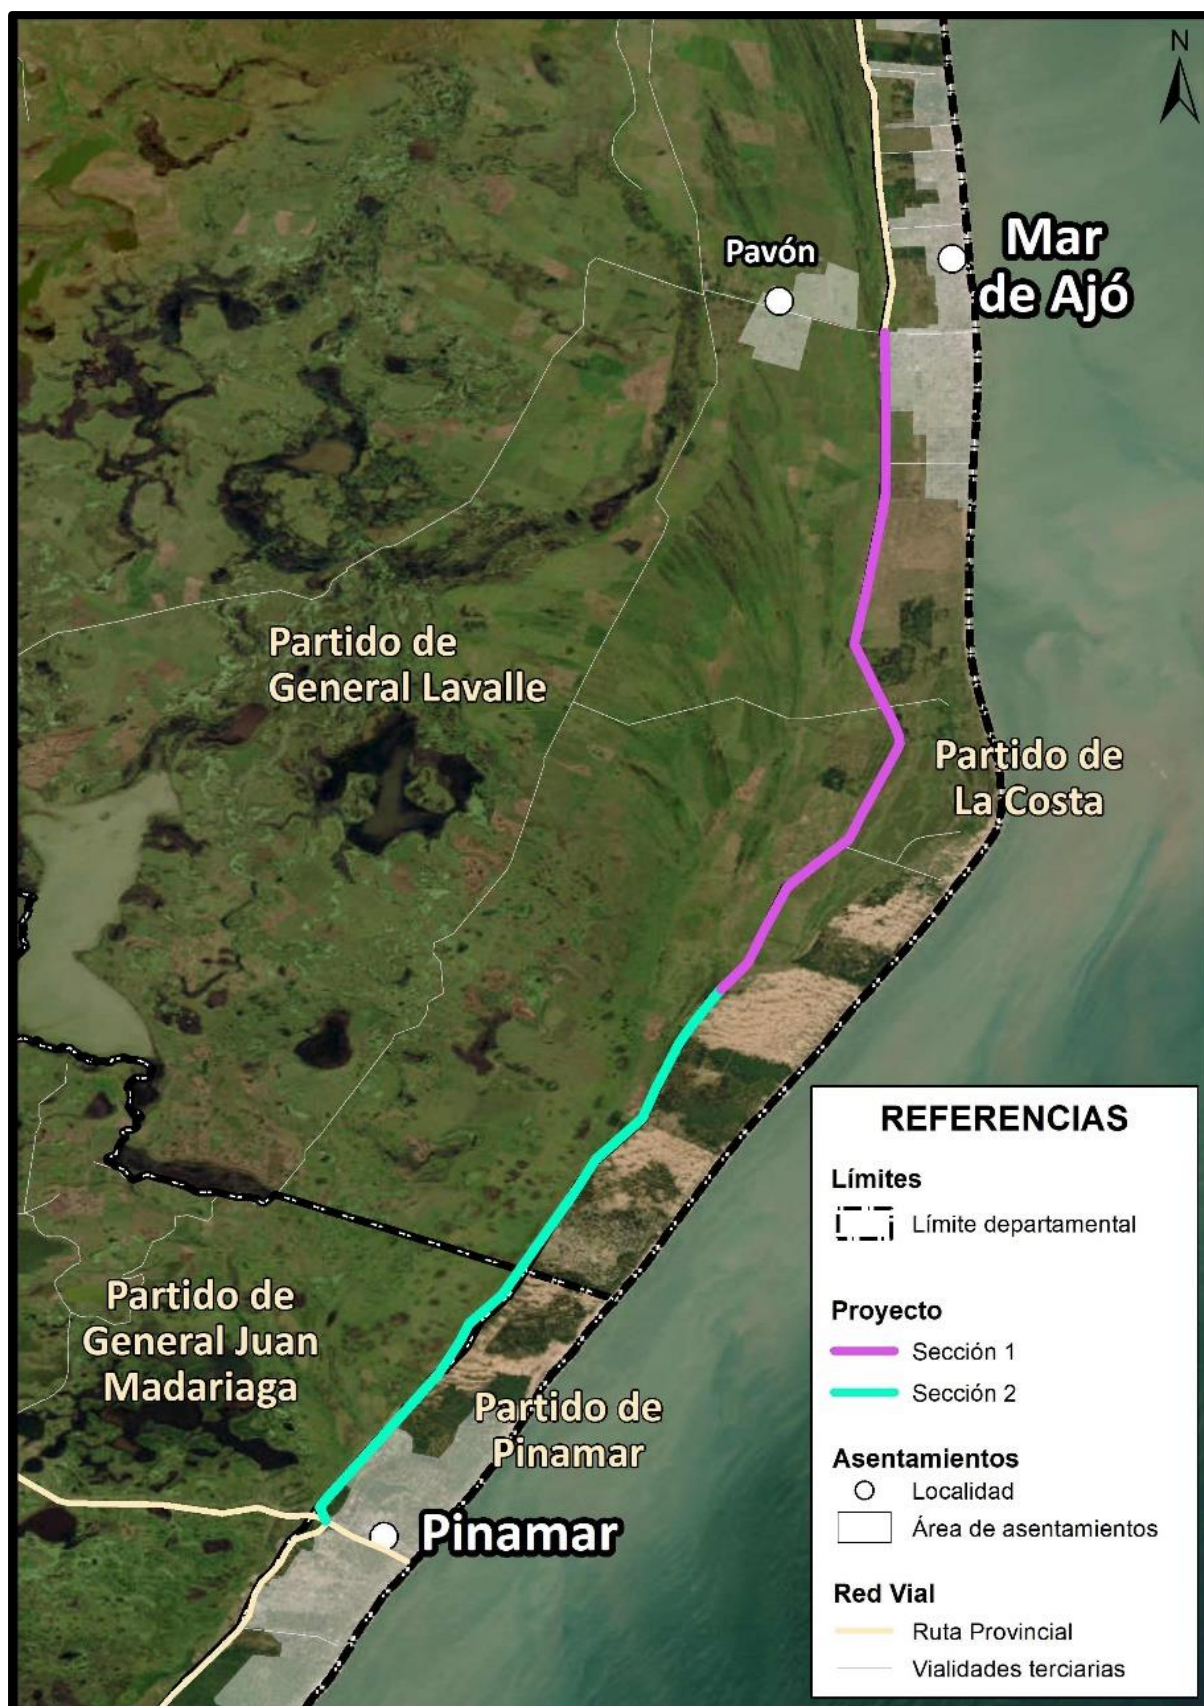 N
Mar
de Ajó
Pavón
Partido de
General Lavalle
Partido de
La Costa
Partido de
General Juan
Madariaga
Partido de
Pinamar
Pinamar
REFERENCIAS
Límites
Límite departamental
Proyecto
Sección 1
Sección 2
Asentamientos
Localidad
Área de asentamientos
Red Vial
Ruta Provincial
Vialidades terciarias